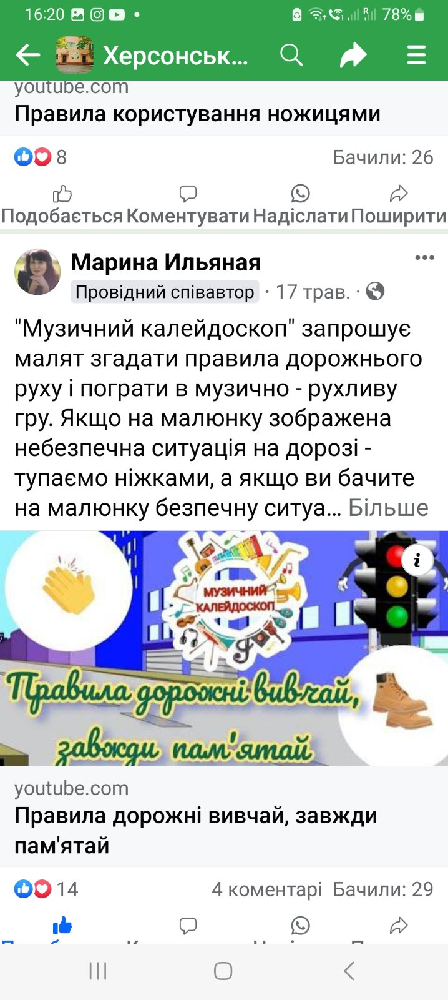 16:20
78%
Херсонськ...
youtube.com
Правила користування ножицями
8
Бачили: 26
Подобається Коментувати Надіслати Поширити
Марина Ильяная
Провідний співавтор · 17 трав. ·
"Музичний калейдоскоп" запрошує
малят згадати правила дорожнього
руху і пограти в музично - рухливу
гру. Якщо на малюнку зображена
небезпечна ситуація на дорозі -
тупаємо ніжками, а якщо ви бачите
на малюнку безпечну ситуа... Більше
МУЗИЧНИЙ
КАЛЕЙДОСКОП
Правила дорожні вивчай,
завжди пам'ятай
youtube.com
Правила дорожні вивчай, завжди
пам'ятай
14
4 коментарі Бачили: 29